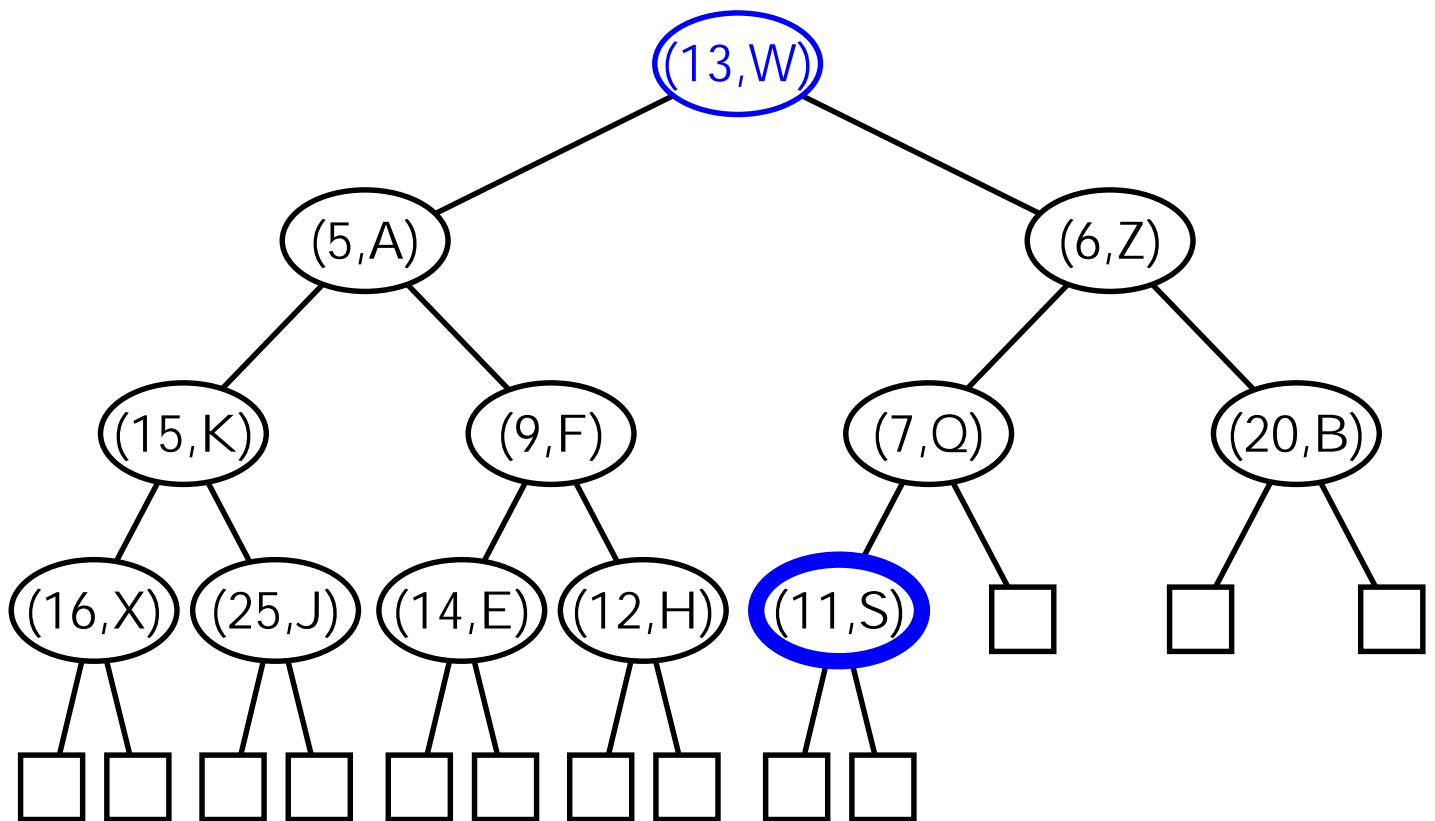 (13,W)
(5,A) (6,Z)
(15,K) (9,F) (7,Q) (20,B)
(16,X) (25,J) (14,E) (12,H) (11,S)